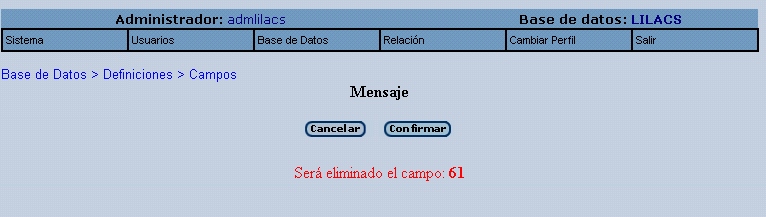 Administrador: admlilacs Base de datos: LILACS
Sistema Usuarios Base de Datos Relación Cambiar Perfil Salir
Base de Datos > Definiciones > Campos
Mensaje
Cancelar Confirmar
Será eliminado el campo: 61